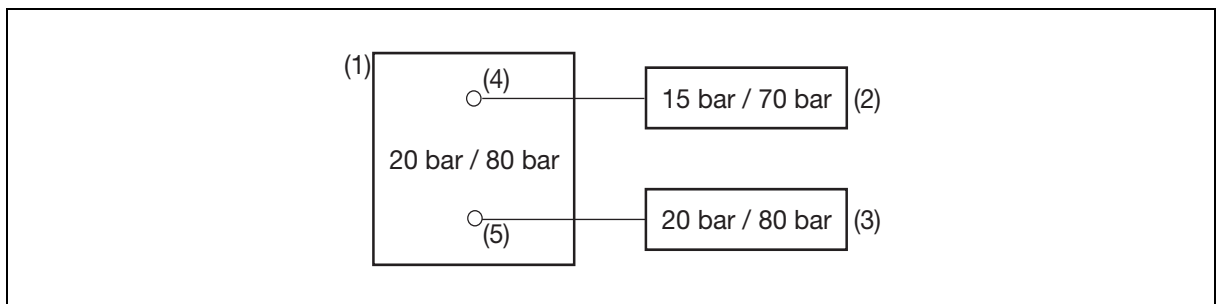 (1)
(4)
15 bar / 70 bar (2)
20 bar / 80 bar
20 bar / 80 bar (3)
(5)